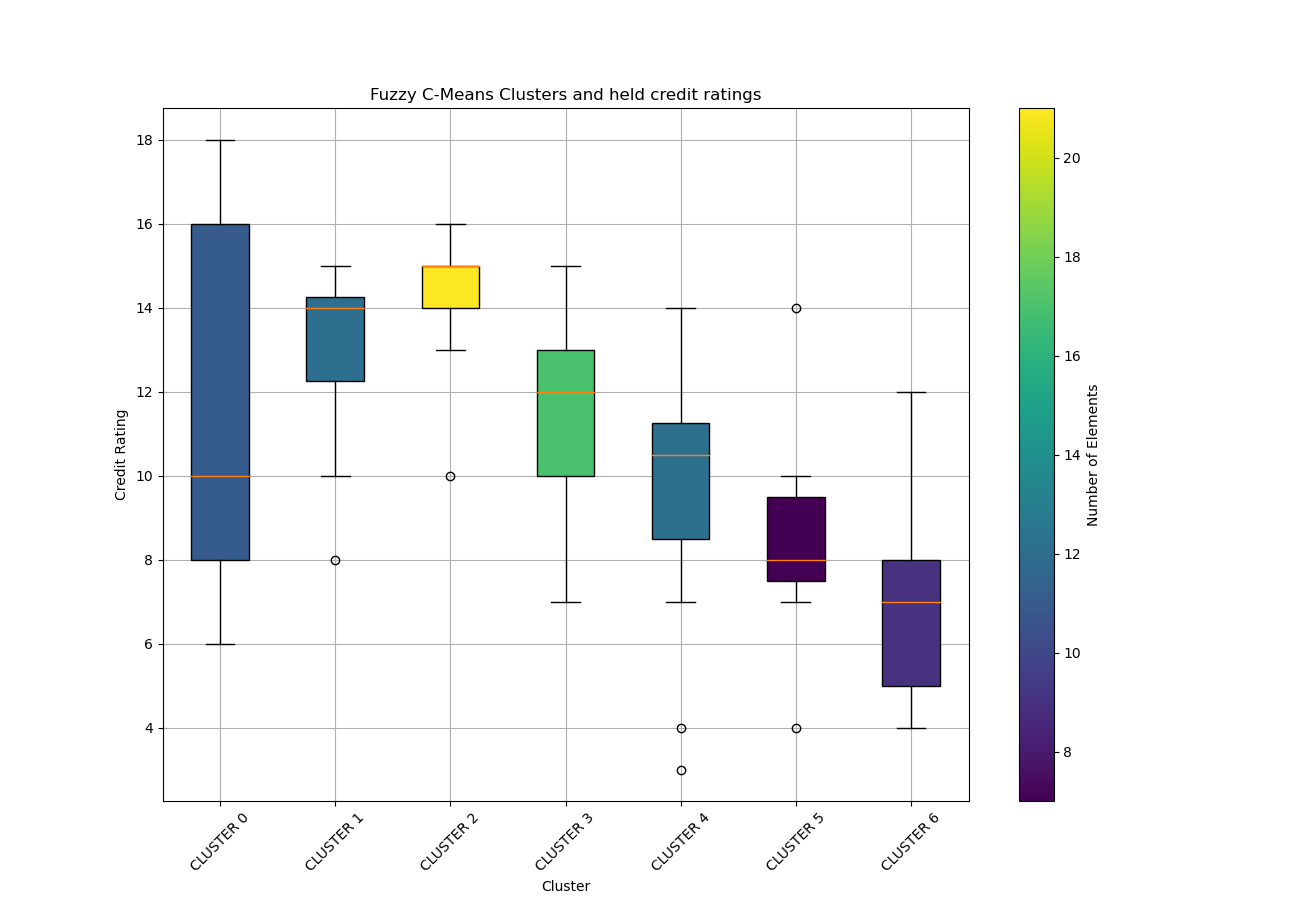 Fuzzy C-Means Clusters and held credit ratings
18
16
14
12
10
8
6
4
Credit Rating
CLUSTER 0
CLUSTER 1
CLUSTER 2
CLUSTER 3
CLUSTER 4
CLUSTER 5
CLUSTER 6
Cluster
20
18
16
14
12
10
8
Number of Elements